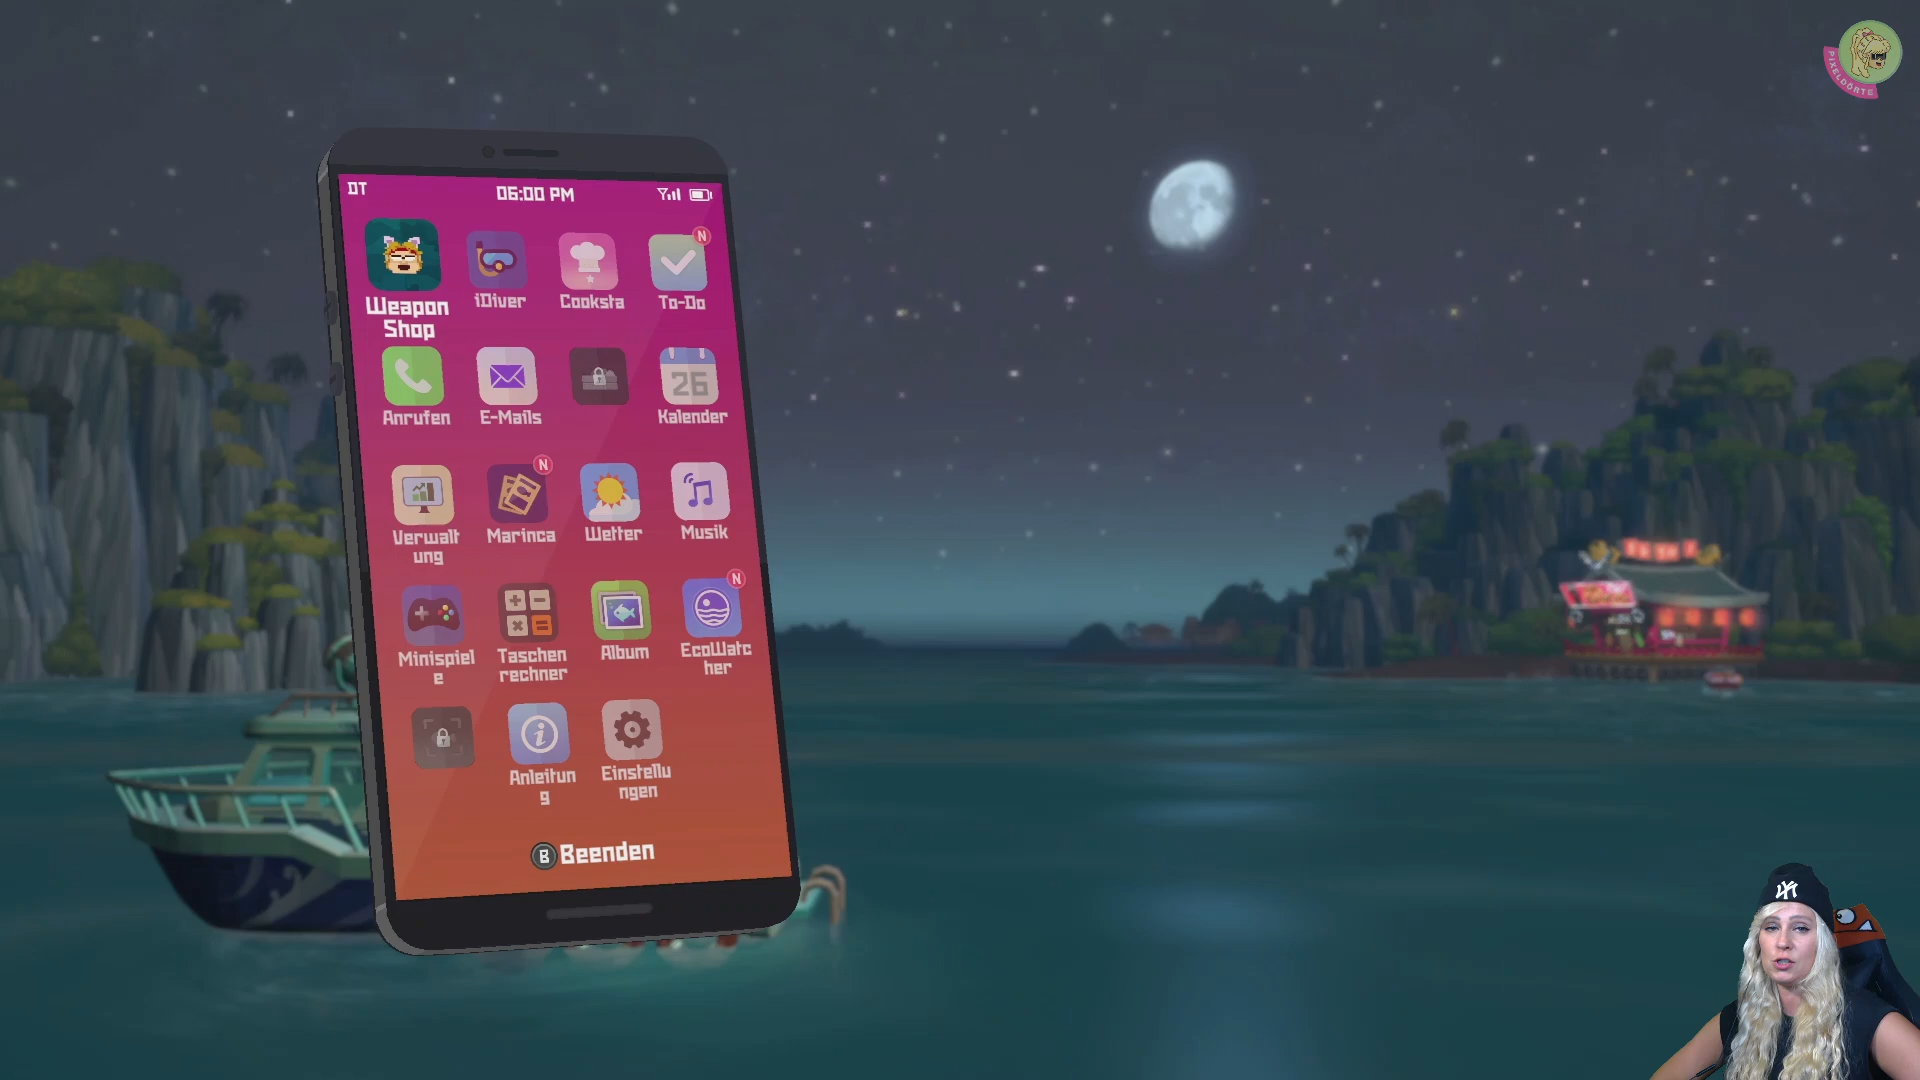 PIXELDÖRTE
DT
06:00 PM
N
Weapon
Shop
iDiver
Cooksta
To-Do
26
Anrufen
E-Mails
Kalender
N
Verwalt
ung
Marinca
Wetter
Musik
N
Minispiel
e
Taschen
rechner
Album
EcoWatc
her
Anleitun
g
Einstellu
ngen
B Beenden